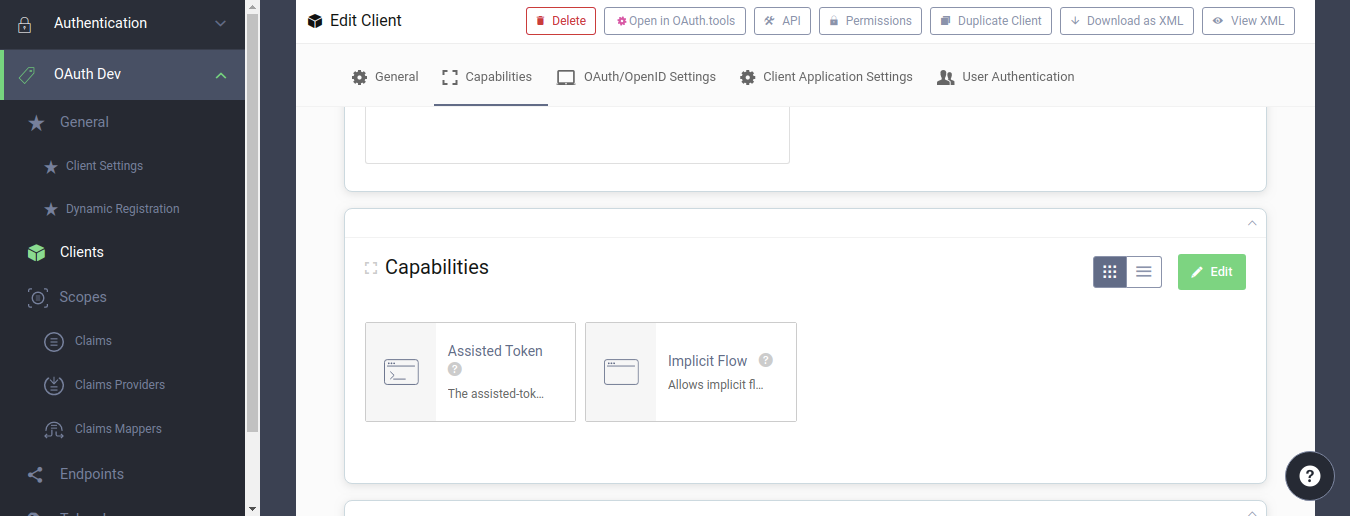 Authentication
OAuth Dev
General
Client Settings
Dynamic Registration
Clients
Scopes
Claims
Claims Providers
Claims Mappers
Endpoints
Edit Client
Delete
Open in OAuth.tools
API
Permissions
Duplicate Client
Download as XML
View XML
General
Capabilities
OAuth/OpenID Settings
Client Application Settings
User Authentication
Capabilities
Edit
Assisted Token
?
The assisted-tok...
Implicit Flow ?
Allows implicit fl...
?